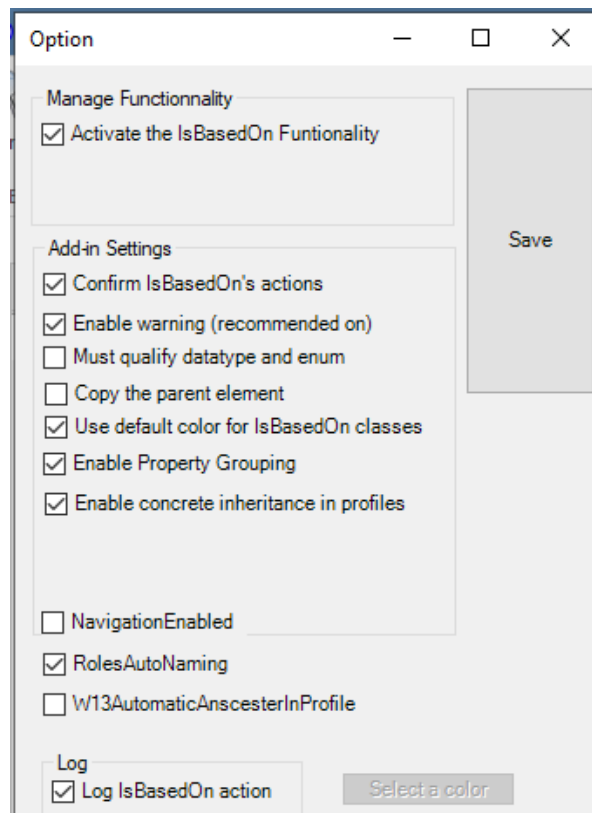 Option
Manage Functionnality
Activate the IsBasedOn Funtionality
Save
Add-in Settings
Confirm IsBasedOn's actions
Enable warning (recommended on)
Must qualify datatype and enum
Copy the parent element
Use default color for IsBasedOn classes
Enable Property Grouping
Enable concrete inheritance in profiles
NavigationEnabled
RolesAutoNaming
W13AutomaticAnscesterInProfile
Log
Log IsBasedOn action
Select a color